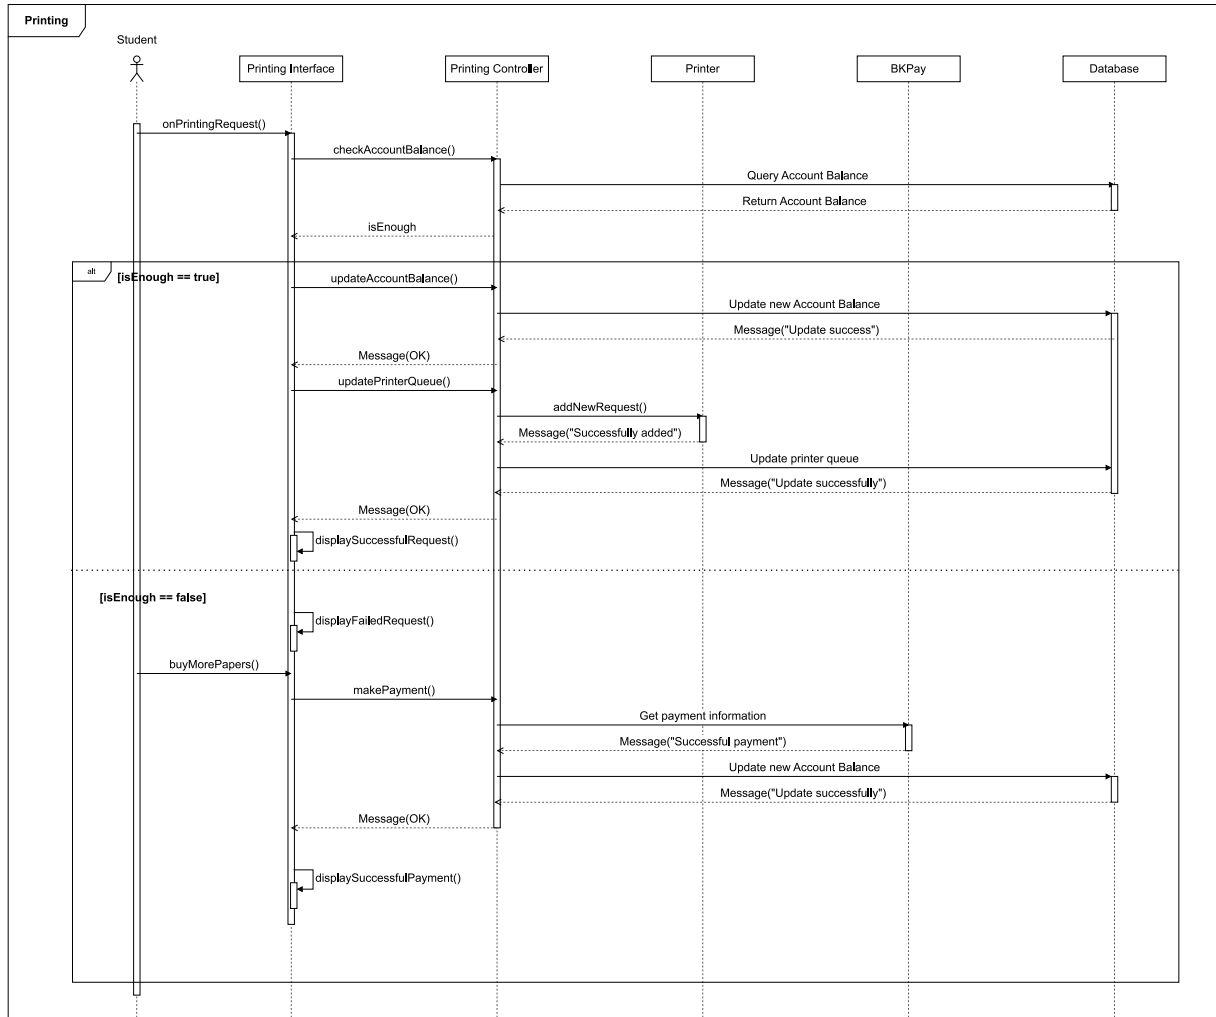 Printing
Student
Printing Interface
Printing Controller
Printer
BKPay
Database
onPrintingRequest()
checkAccountBalance()
Query Account Balance
Return Account Balance
isEnough
alt
[isEnough == true]
updateAccountBalance()
Update new Account Balance
Message("Update success")
Message(OK)
updatePrinterQueue()
addNewRequest()
Message("Successfully added")
Update printer queue
Message("Update successfully")
Message(OK)
displaySuccessfulRequest()
[isEnough == false]
displayFailedRequest()
buyMorePapers()
makePayment()
Get payment information
Message("Successful payment")
Update new Account Balance
Message("Update successfully")
Message(OK)
displaySuccessfulPayment()